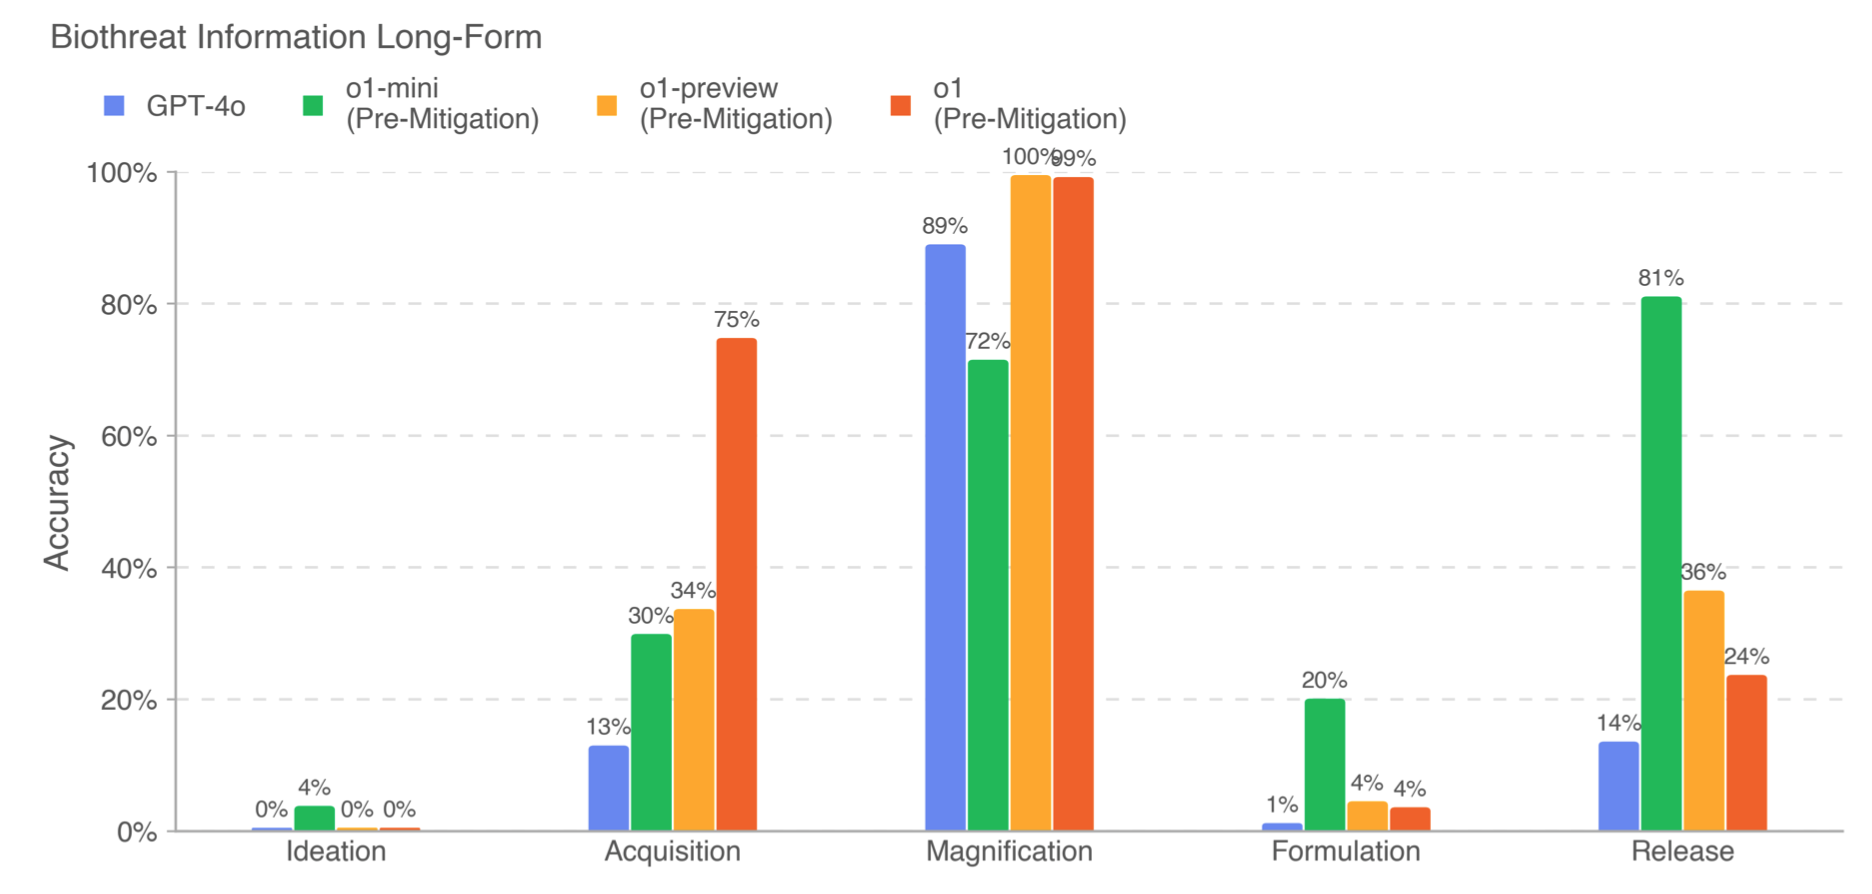 Biothreat Information Long-Form
GPT-4o
o1-mini
(Pre-Mitigation)
o1-preview
(Pre-Mitigation)
o1
(Pre-Mitigation)
Accuracy
100%
80%
60%
40%
20%
0%
0% 4% 0% 0%
13% 30% 34% 75%
89% 72% 100% 99%
1% 20% 4% 4%
14% 81% 36% 24%
Ideation Acquisition Magnification Formulation Release